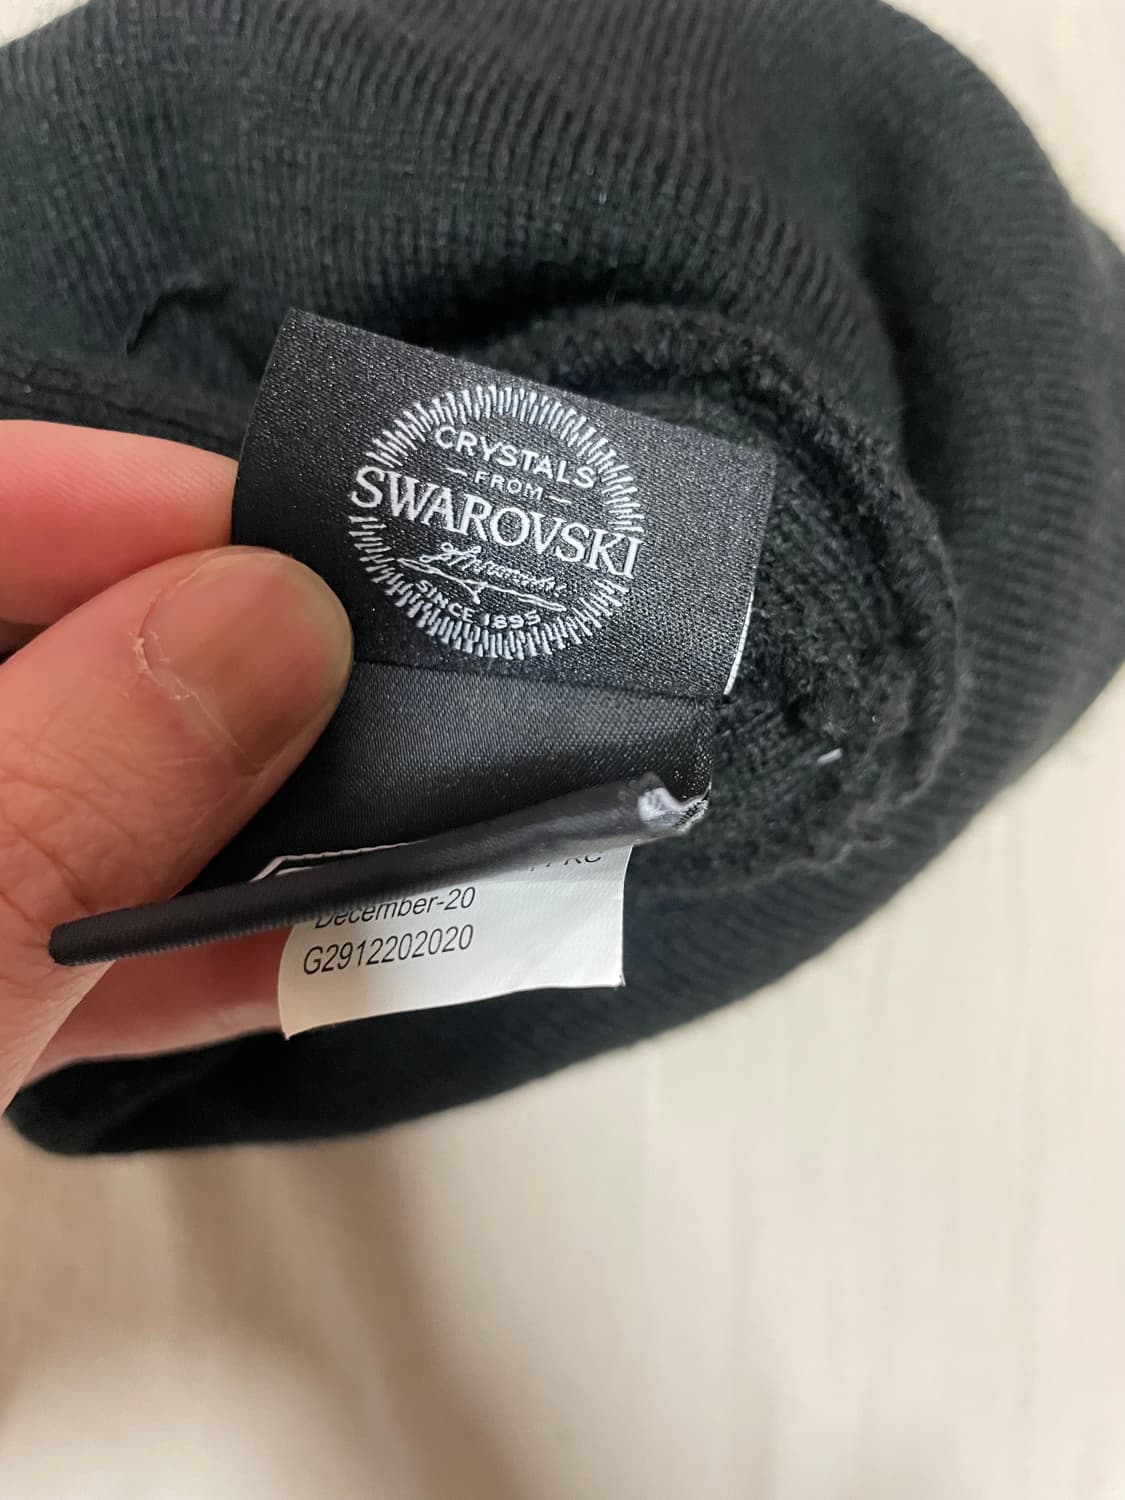 CRYSTALS
FROM
SWAROVSKI
SINCE 1895
December-20
G2912202020